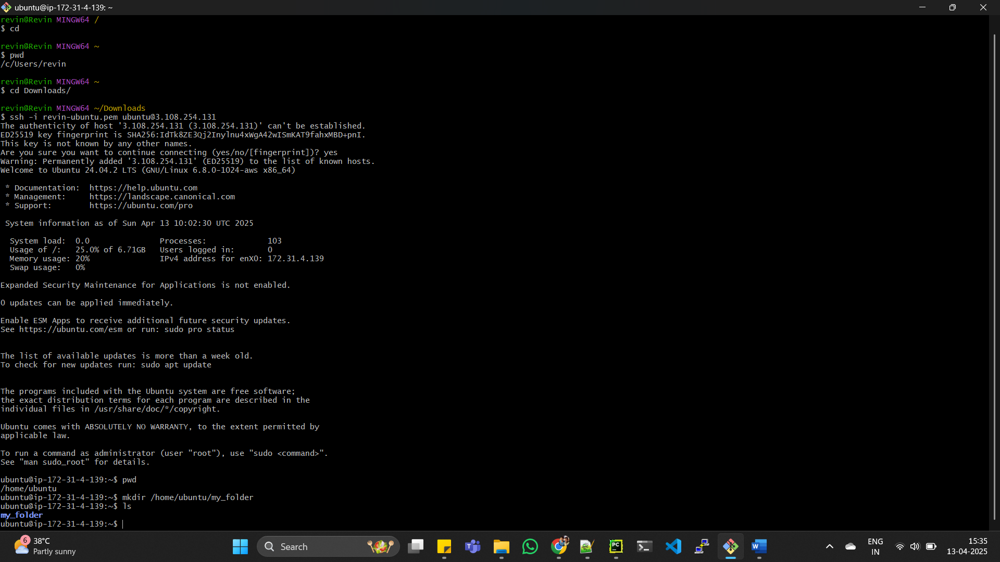 ubuntu@ip-172-31-4-139: ~
revin@Revin MINGW64 /
$ cd
revin@Revin MINGW64 ~
$ pwd
/c/Users/revin
revin@Revin MINGW64 ~
$ cd Downloads/
revin@Revin MINGW64 ~/Downloads
$ ssh -i revin-ubuntu.pem ubuntu@3.108.254.131
The authenticity of host '3.108.254.131 (3.108.254.131)' can't be established.
ED25519 key fingerprint is SHA256:IdTk8ZE3Qj2Inylnu4xWgA42wISmKAT9fahxMBD+pnI.
This key is not known by any other names.
Are you sure you want to continue connecting (yes/no/[fingerprint])? yes
Warning: Permanently added '3.108.254.131' (ED25519) to the list of known hosts.
Welcome to Ubuntu 24.04.2 LTS (GNU/Linux 6.8.0-1024-aws x86_64)
* Documentation:  https://help.ubuntu.com
* Management:     https://landscape.canonical.com
* Support:        https://ubuntu.com/pro
System information as of Sun Apr 13 10:02:30 UTC 2025
System load:  0.0               Processes:             103
Usage of /:   25.0% of 6.71GB   Users logged in:       0
Memory usage: 20%               IPv4 address for enX0: 172.31.4.139
Swap usage:   0%
Expanded Security Maintenance for Applications is not enabled.
0 updates can be applied immediately.
Enable ESM Apps to receive additional future security updates.
See https://ubuntu.com/esm or run: sudo pro status
The list of available updates is more than a week old.
To check for new updates run: sudo apt update
The programs included with the Ubuntu system are free software;
the exact distribution terms for each program are described in the
individual files in /usr/share/doc/*/copyright.
Ubuntu comes with ABSOLUTELY NO WARRANTY, to the extent permitted by
applicable law.
To run a command as administrator (user "root"), use "sudo <command>".
See "man sudo_root" for details.
ubuntu@ip-172-31-4-139:~$ pwd
/home/ubuntu
ubuntu@ip-172-31-4-139:~$ mkdir /home/ubuntu/my_folder
ubuntu@ip-172-31-4-139:~$ ls
my_folder
ubuntu@ip-172-31-4-139:~$
6
38°C
Partly sunny
Search
T
PC
W
ENG
IN
15:35
13-04-2025